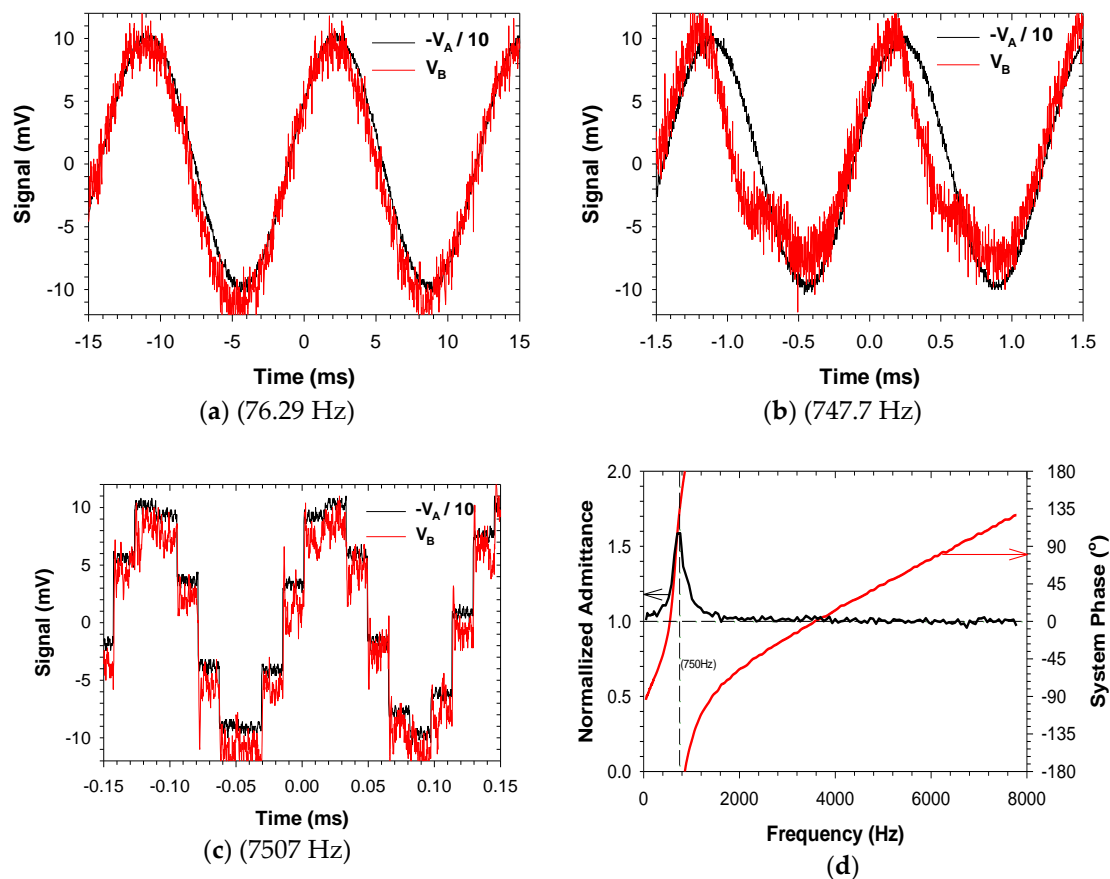 -V_A / 10
V_B
Signal (mV)
10
5
0
-5
-10
-15
-10
-5
0
5
10
15
Time (ms)
(a) (76.29 Hz)
-V_A / 10
V_B
Signal (mV)
10
5
0
-5
-10
-1.5
-1.0
-0.5
0.0
0.5
1.0
1.5
Time (ms)
(b) (747.7 Hz)
-V_A / 10
V_B
Signal (mV)
10
5
0
-5
-10
-0.15
-0.10
-0.05
0.00
0.05
0.10
0.15
Time (ms)
(c) (7507 Hz)
Normallized Admittance
2.0
1.5
1.0
0.5
0.0
(750Hz)
180
135
90
45
0
-45
-90
-135
-180
System Phase (°)
0
2000
4000
6000
8000
Frequency (Hz)
(d)